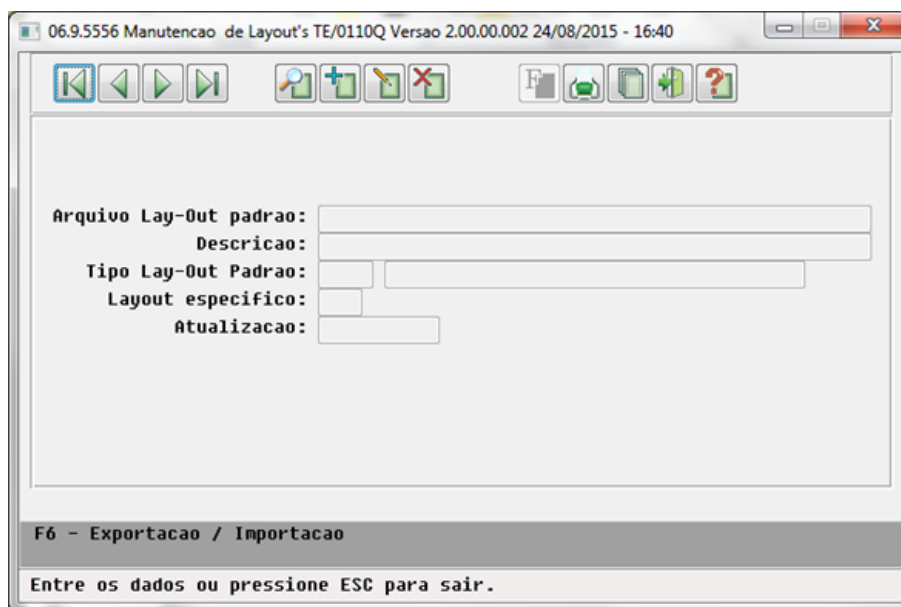 06.9.5556 Manutencao de Layout's TE/0110Q Versao 2.00.00.002 24/08/2015 - 16:40
F
?
Arquivo Lay-Out padrao:
Descricao:
Tipo Lay-Out Padrao:
Layout especifico:
Atualizacao:
F6 - Exportacao / Importacao
Entre os dados ou pressione ESC para sair.